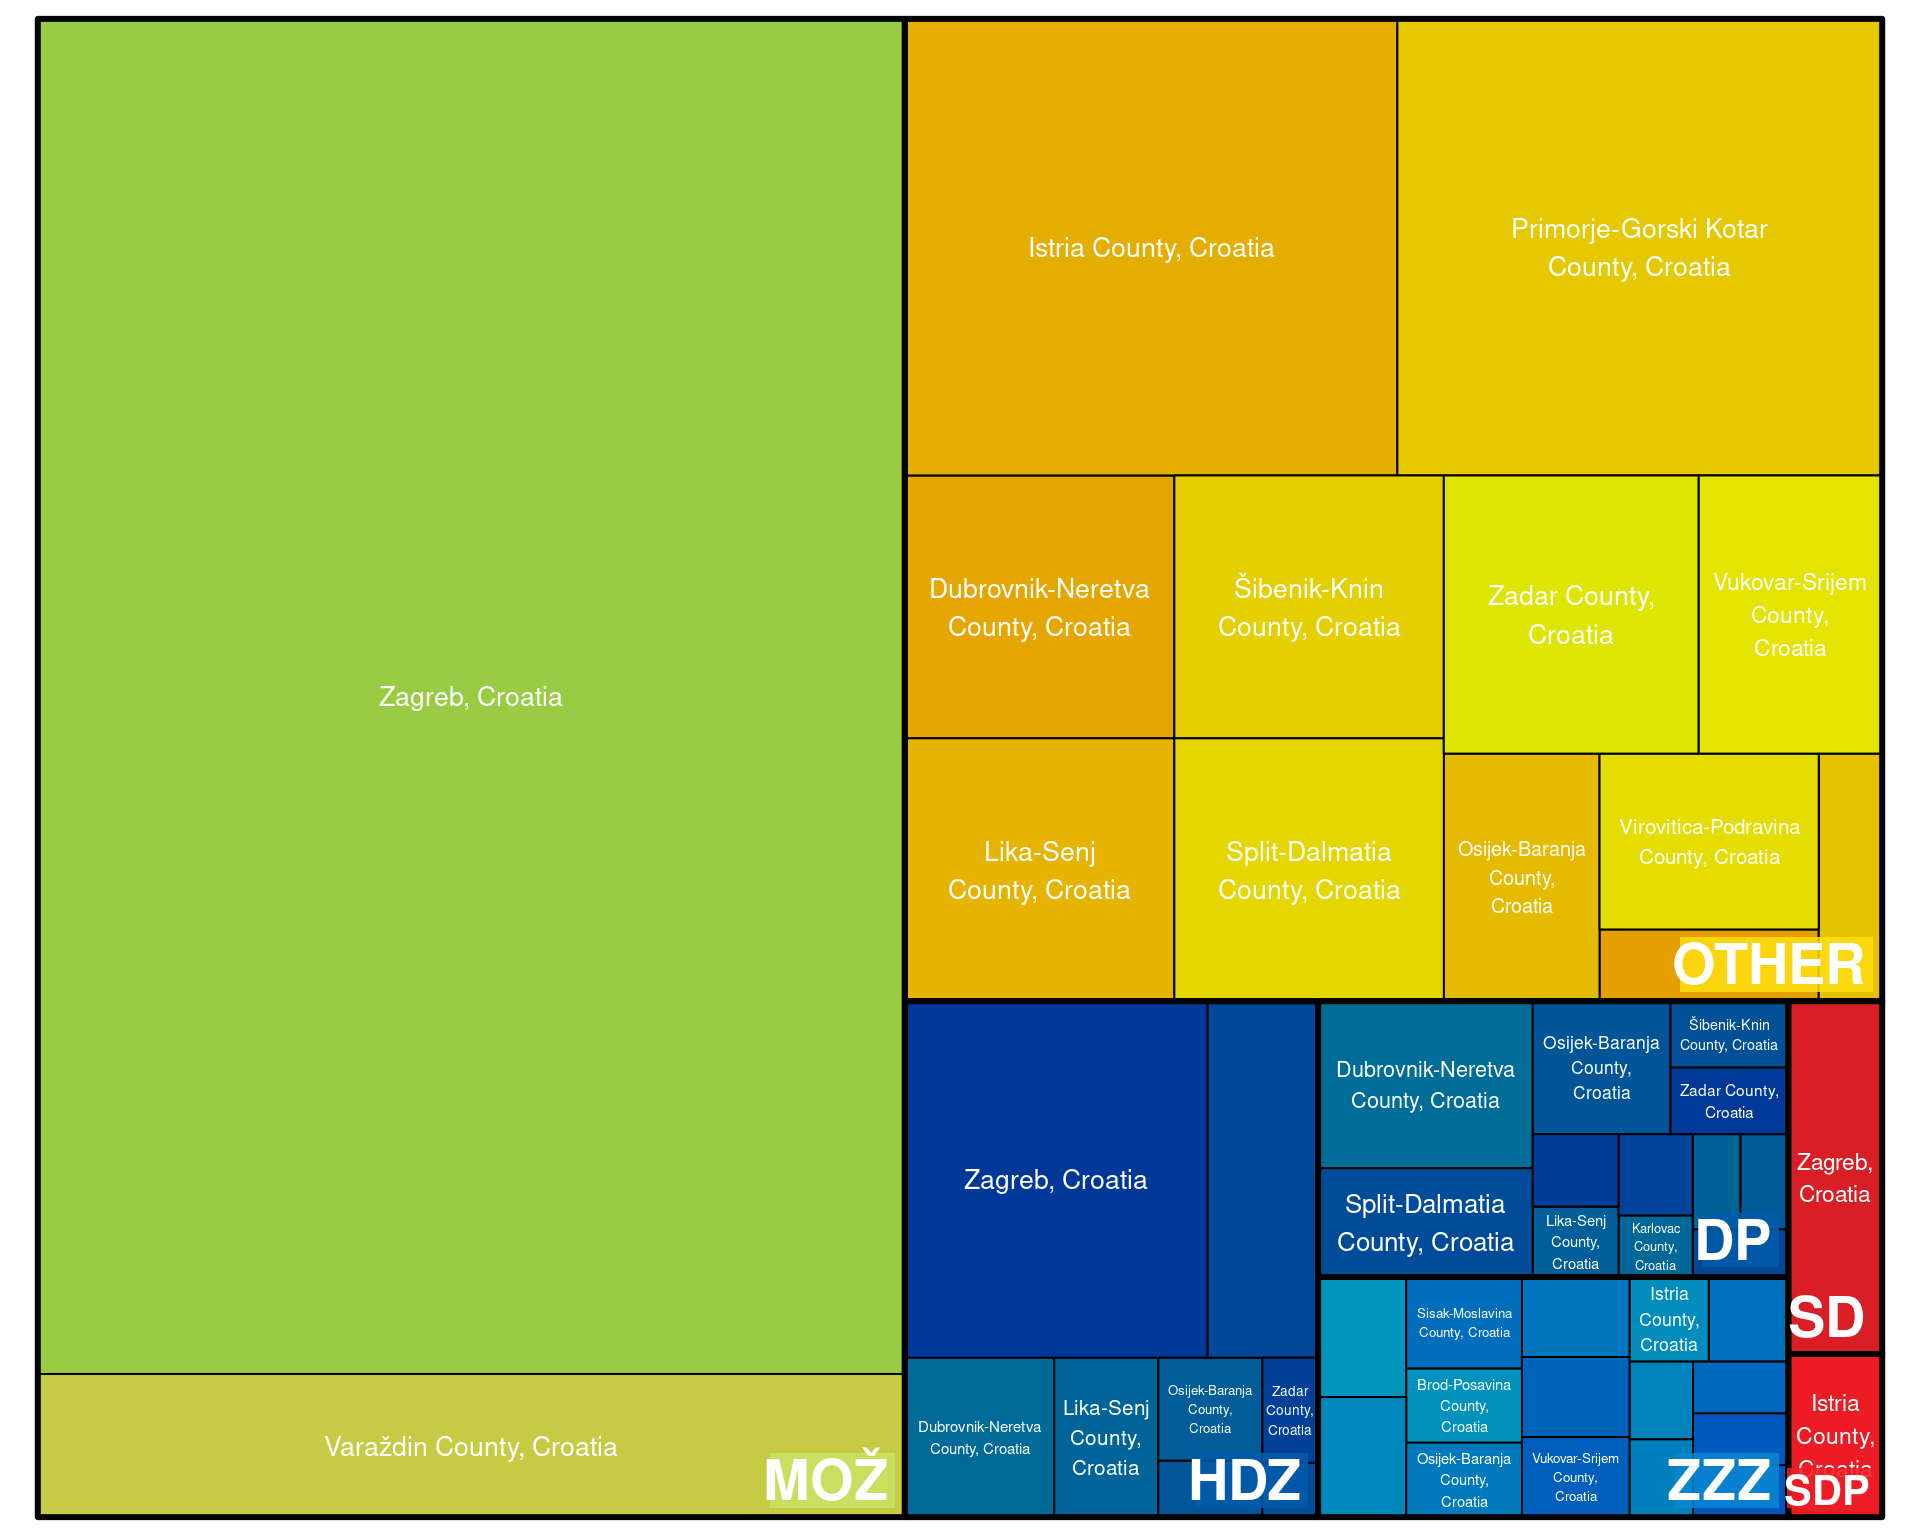 Zagreb, Croatia
Varaždin County, Croatia
MOŽ
Istria County, Croatia
Primorje-Gorski Kotar
County, Croatia
Dubrovnik-Neretva
County, Croatia
Šibenik-Knin
County, Croatia
Zadar County,
Croatia
Vukovar-Srijem
County,
Croatia
Lika-Senj
County, Croatia
Split-Dalmatia
County, Croatia
Osijek-Baranja
County,
Croatia
Virovitica-Podravina
County, Croatia
OTHER
Zagreb, Croatia
Dubrovnik-Neretva
County, Croatia
Lika-Senj
County,
Croatia
Osijek-Baranja
County,
Croatia
Zadar
County,
Croatia
HDZ
Dubrovnik-Neretva
County, Croatia
Split-Dalmatia
County, Croatia
Osijek-Baranja
County,
Croatia
Šibenik-Knin
County, Croatia
Zadar County,
Croatia
Lika-Senj
County,
Croatia
Karlovac
County,
Croatia
DP
Sisak-Moslavina
County, Croatia
Brod-Posavina
County,
Croatia
Osijek-Baranja
County,
Croatia
Vukovar-Srijem
County,
Croatia
Istria
County,
Croatia
ZZZ
Zagreb,
Croatia
SD
Istria
County,
Croatia
SDP